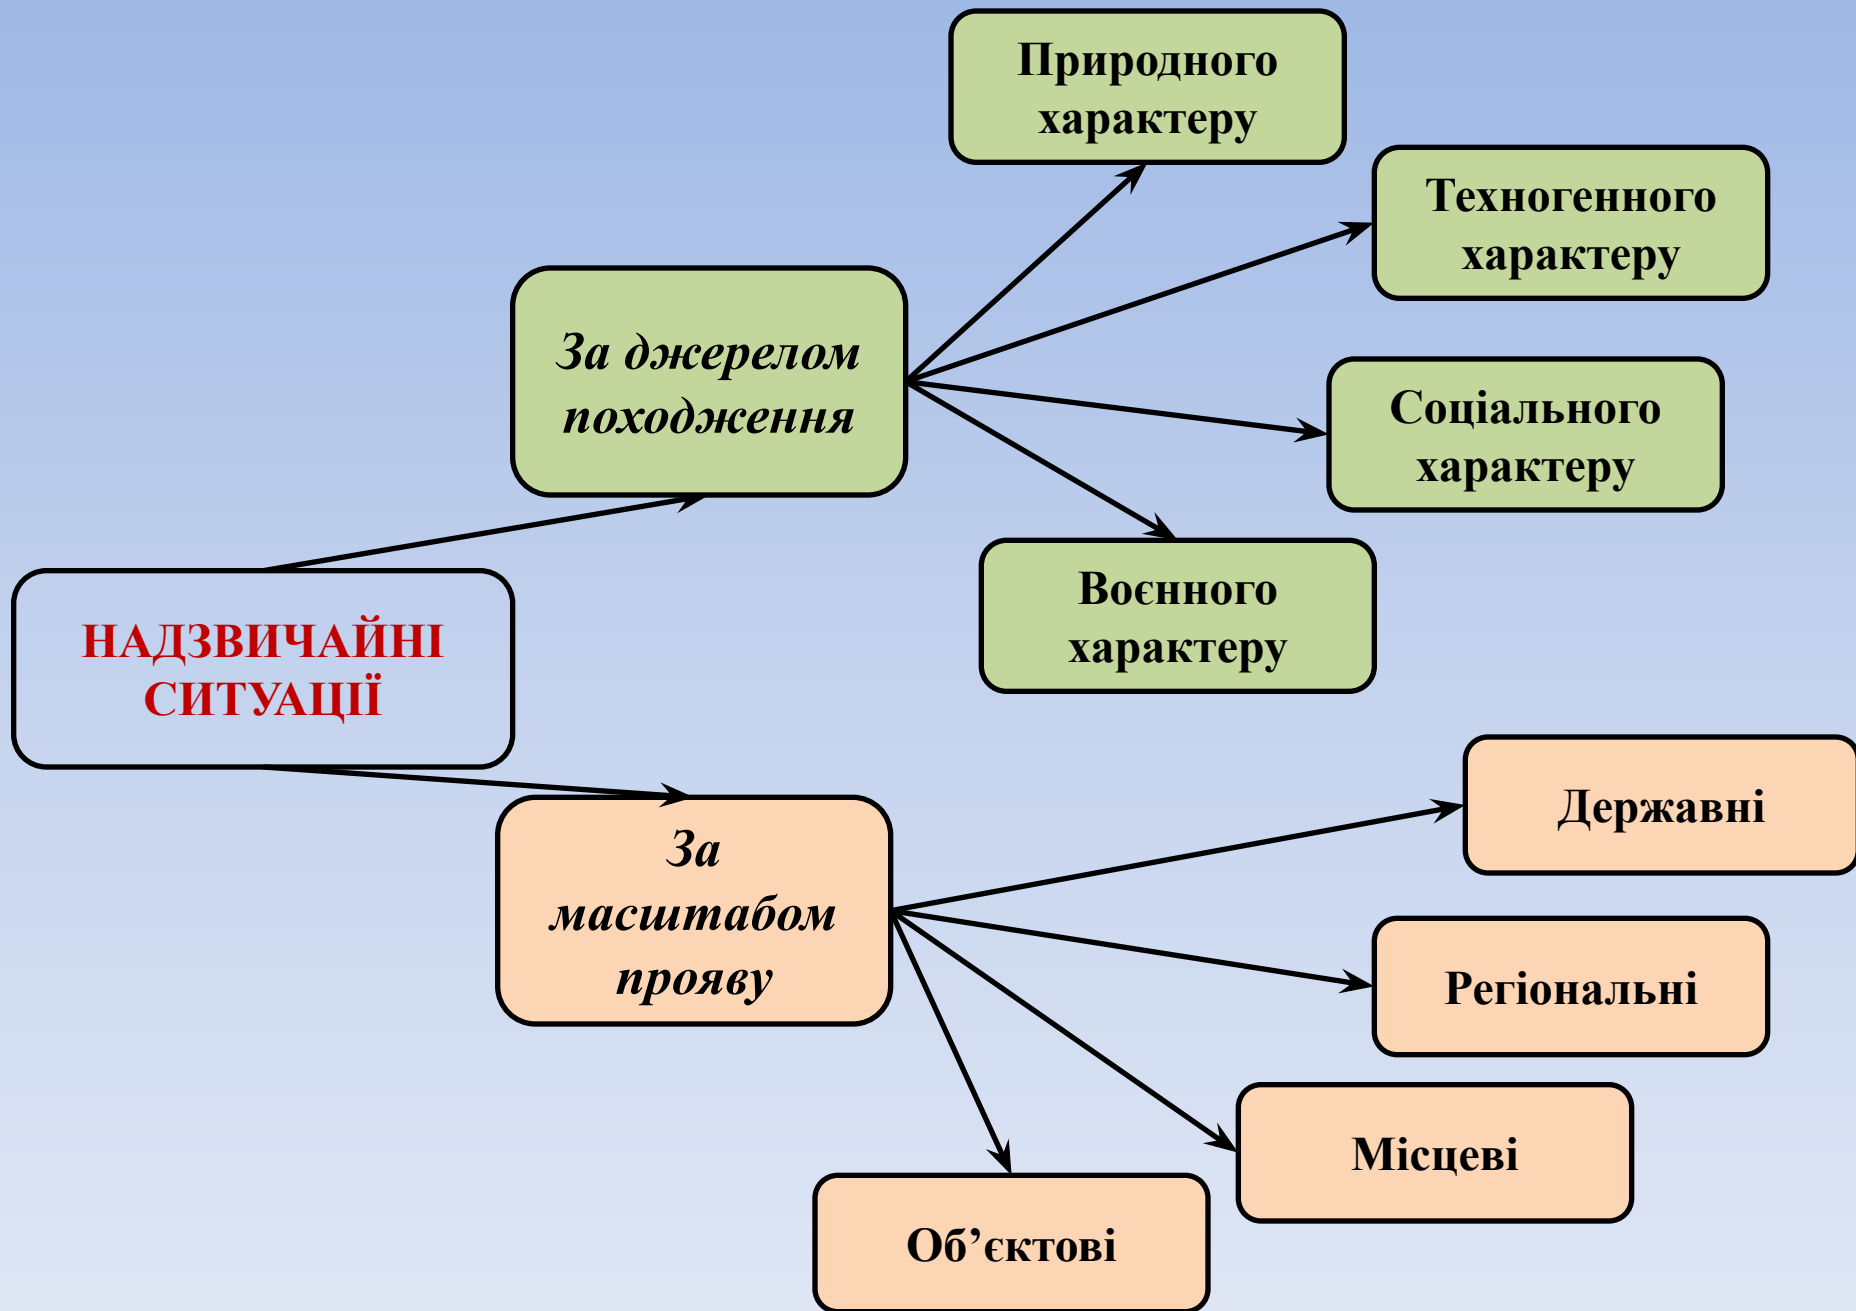 Природного
характеру
Техногенного
характеру
За джерелом
походження
Соціального
характеру
Воєнного
характеру
НАДЗВИЧАЙНІ
СИТУАЦІЇ
Державні
За
масштабом
прояву
Регіональні
Місцеві
Об’єктові